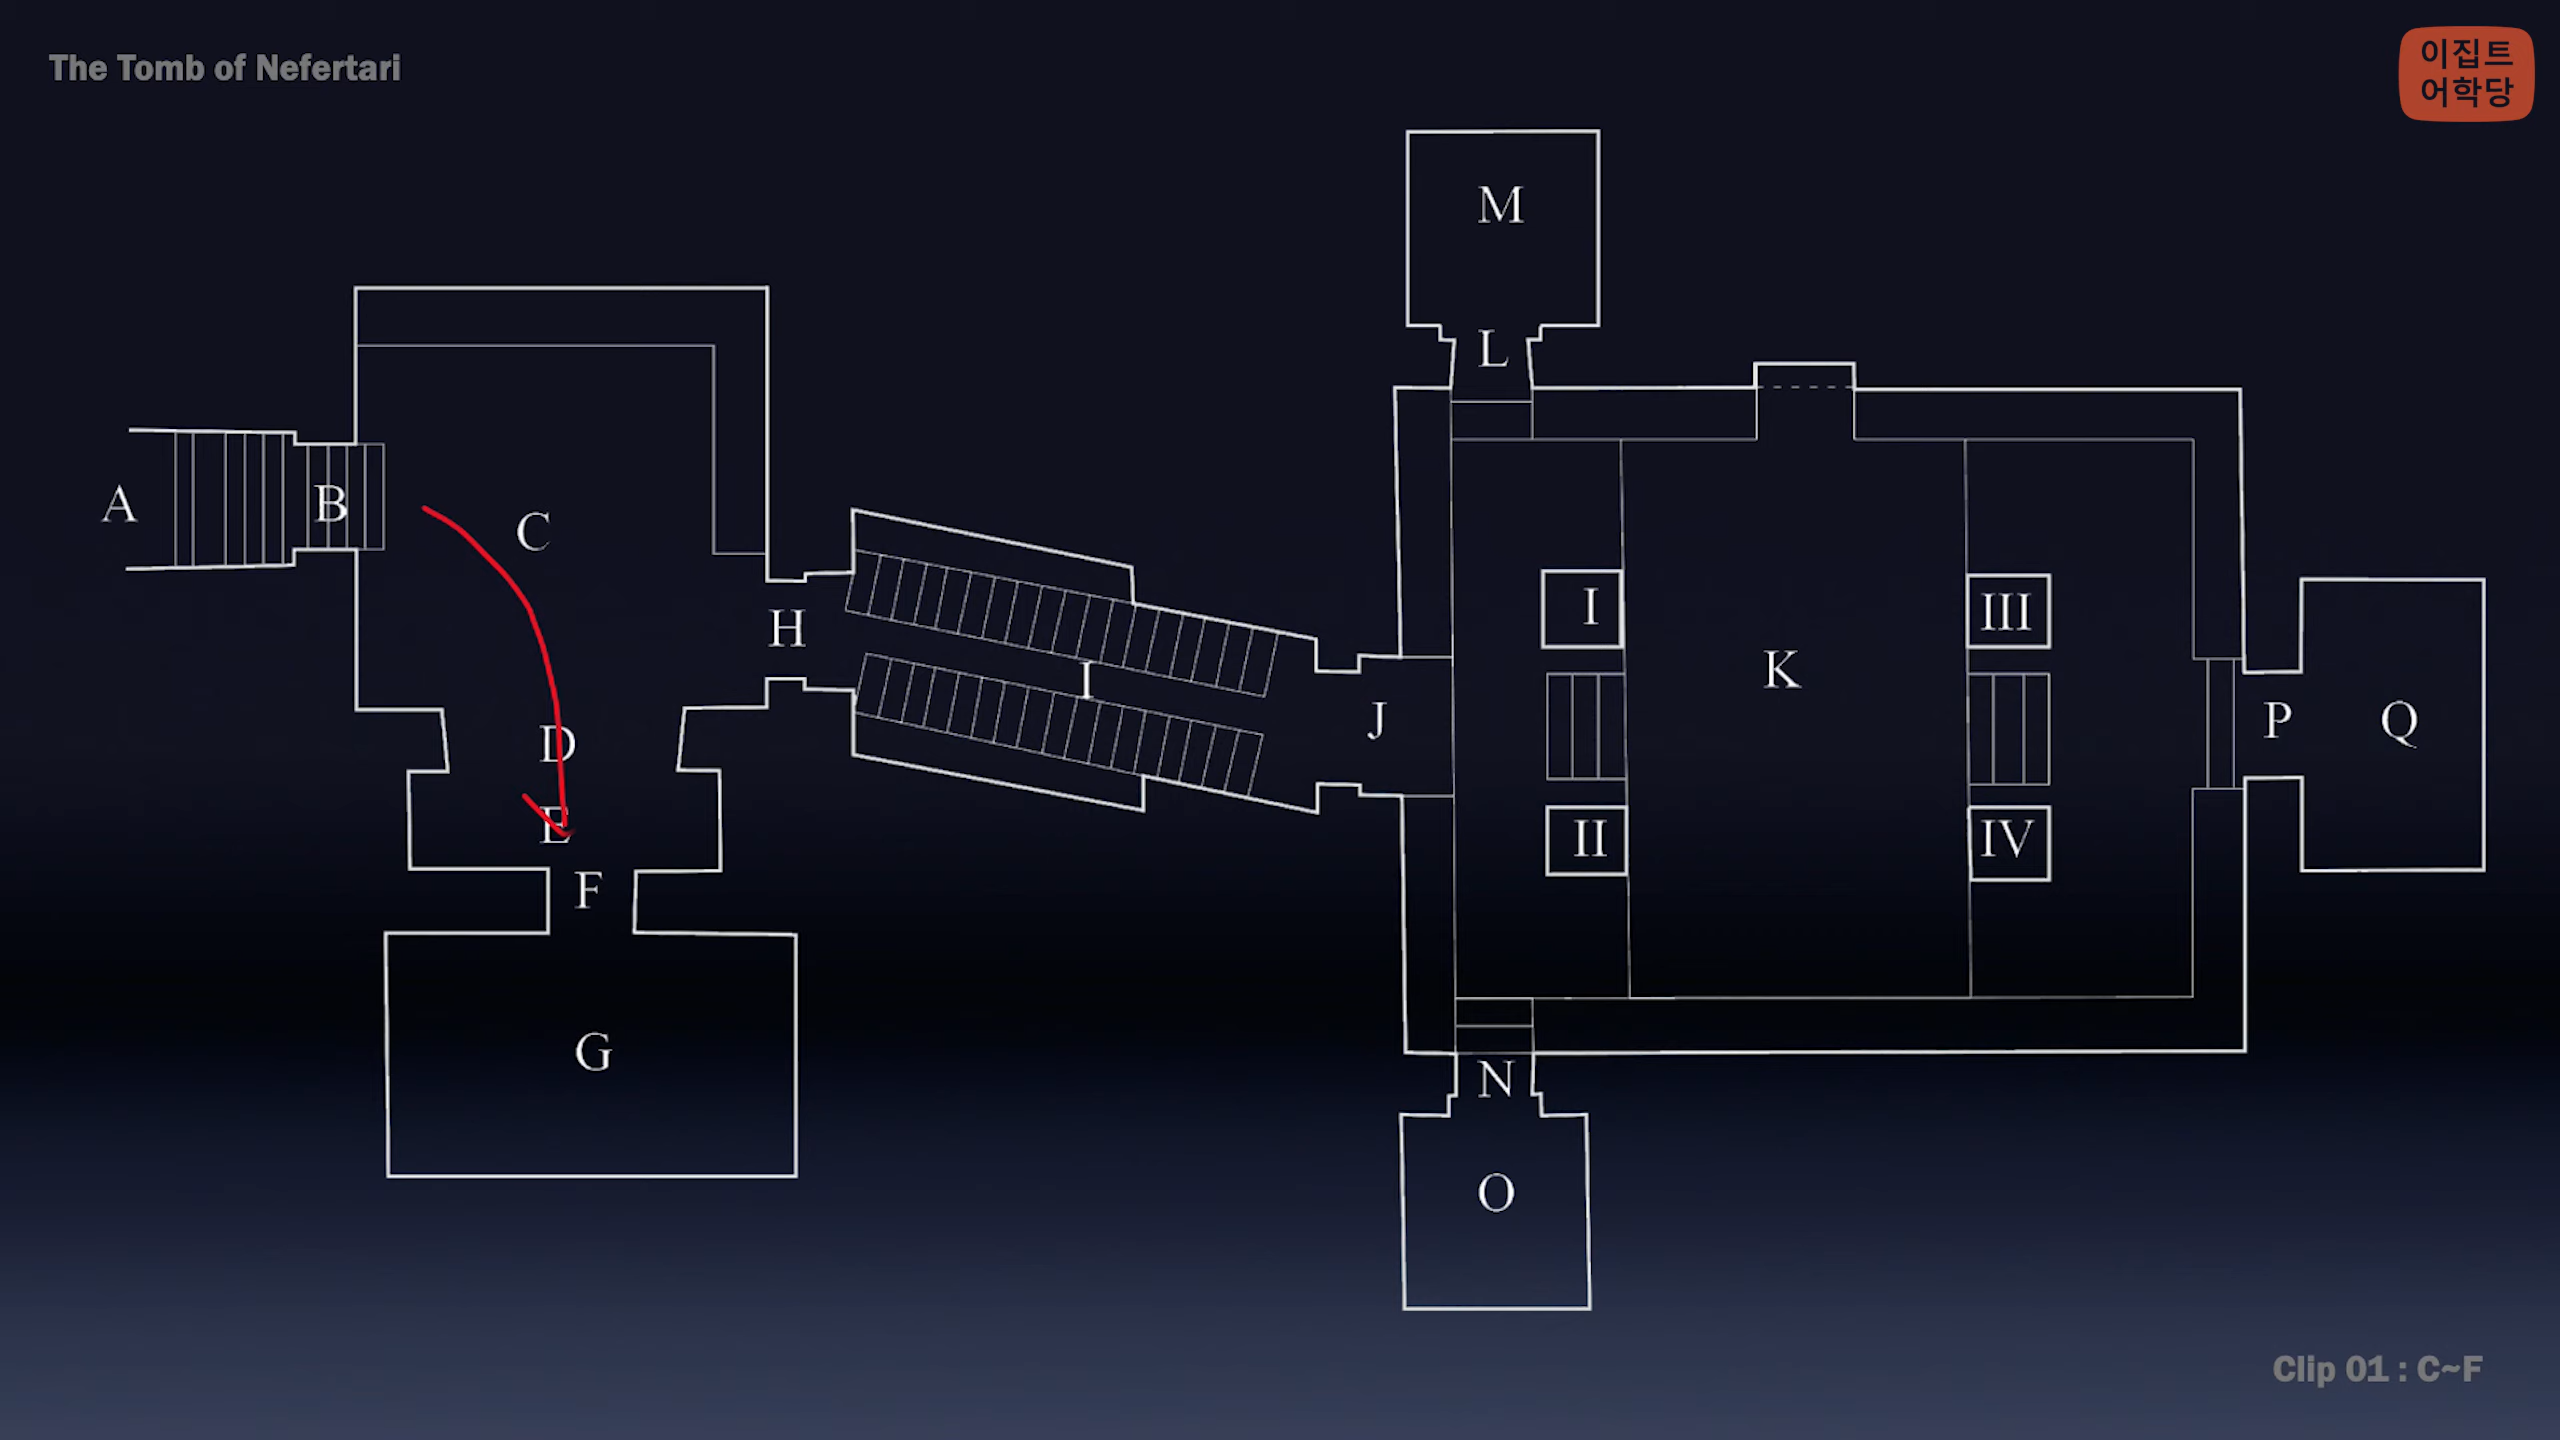 The Tomb of Nefertari
이집트
어학당
M
L
A
B
C
H
I
J
D
E
F
G
I
II
K
III
IV
P
Q
N
O
Clip 01 : C~F